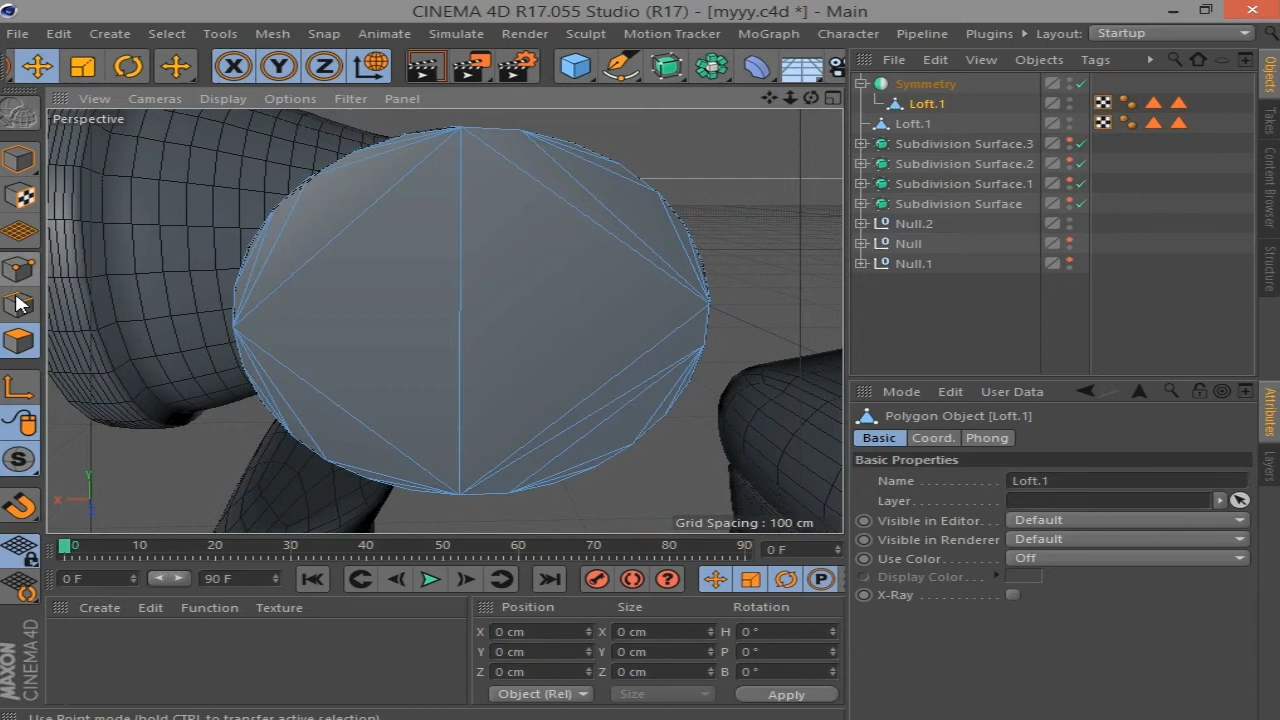 CINEMA 4D R17.055 Studio (R17) - [myyy.c4d *] - Main
File Edit Create Select Tools Mesh Snap Animate Simulate Render Sculpt Motion Tracker MoGraph Character Pipeline Plugins Layout: Startup
X Y Z
File Edit View Objects Tags
View Cameras Display Options Filter Panel
Perspective
Symmetry
Loft.1
Loft.1
Subdivision Surface.3
Subdivision Surface.2
Subdivision Surface.1
Subdivision Surface
Null.2
Null
Null.1
Objects
Takes
Content Browser
Structure
Mode Edit User Data
Polygon Object [Loft.1]
Basic Coord. Phong
Basic Properties
Name Loft.1
Layer
Visible in Editor Default
Visible in Renderer Default
Use Color Off
Display Color
X-Ray
Attributes
Layers
S
Y
X
Z
Grid Spacing : 100 cm
0 10 20 30 40 50 60 70 80 90 0 F
0 F 90 F
P
Create Edit Function Texture
Position Size Rotation
X 0 cm X 0 cm H 0 °
Y 0 cm Y 0 cm P 0 °
Z 0 cm Z 0 cm B 0 °
Object (Rel) Size Apply
MAXON
CINEMA 4D
Use Point mode (hold CTRL to transfer active selection)